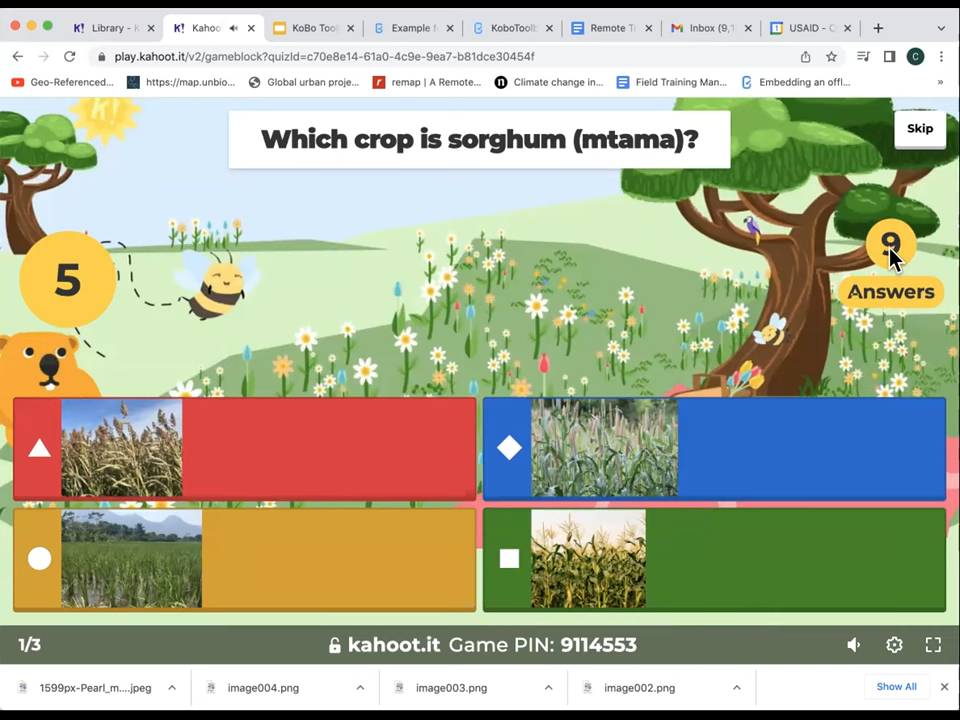 Library - K
Kahoo
KoBo Tool
Example f
KoboToolb
Remote T
Inbox (9,1
USAID - C
play.kahoot.it/v2/gameblock?quizId=c70e8e14-61a0-4c9e-9ea7-b81dce30454f
C
Geo-Referenced...
https://map.unbio...
Global urban proje...
remap | A Remote...
Climate change in...
Field Training Man...
Embedding an offl...
»
Which crop is sorghum (mtama)?
Skip
K!
5
9
Answers
1/3
kahoot.it Game PIN: 9114553
1599px-Pearl_m....jpeg
image004.png
image003.png
image002.png
Show All